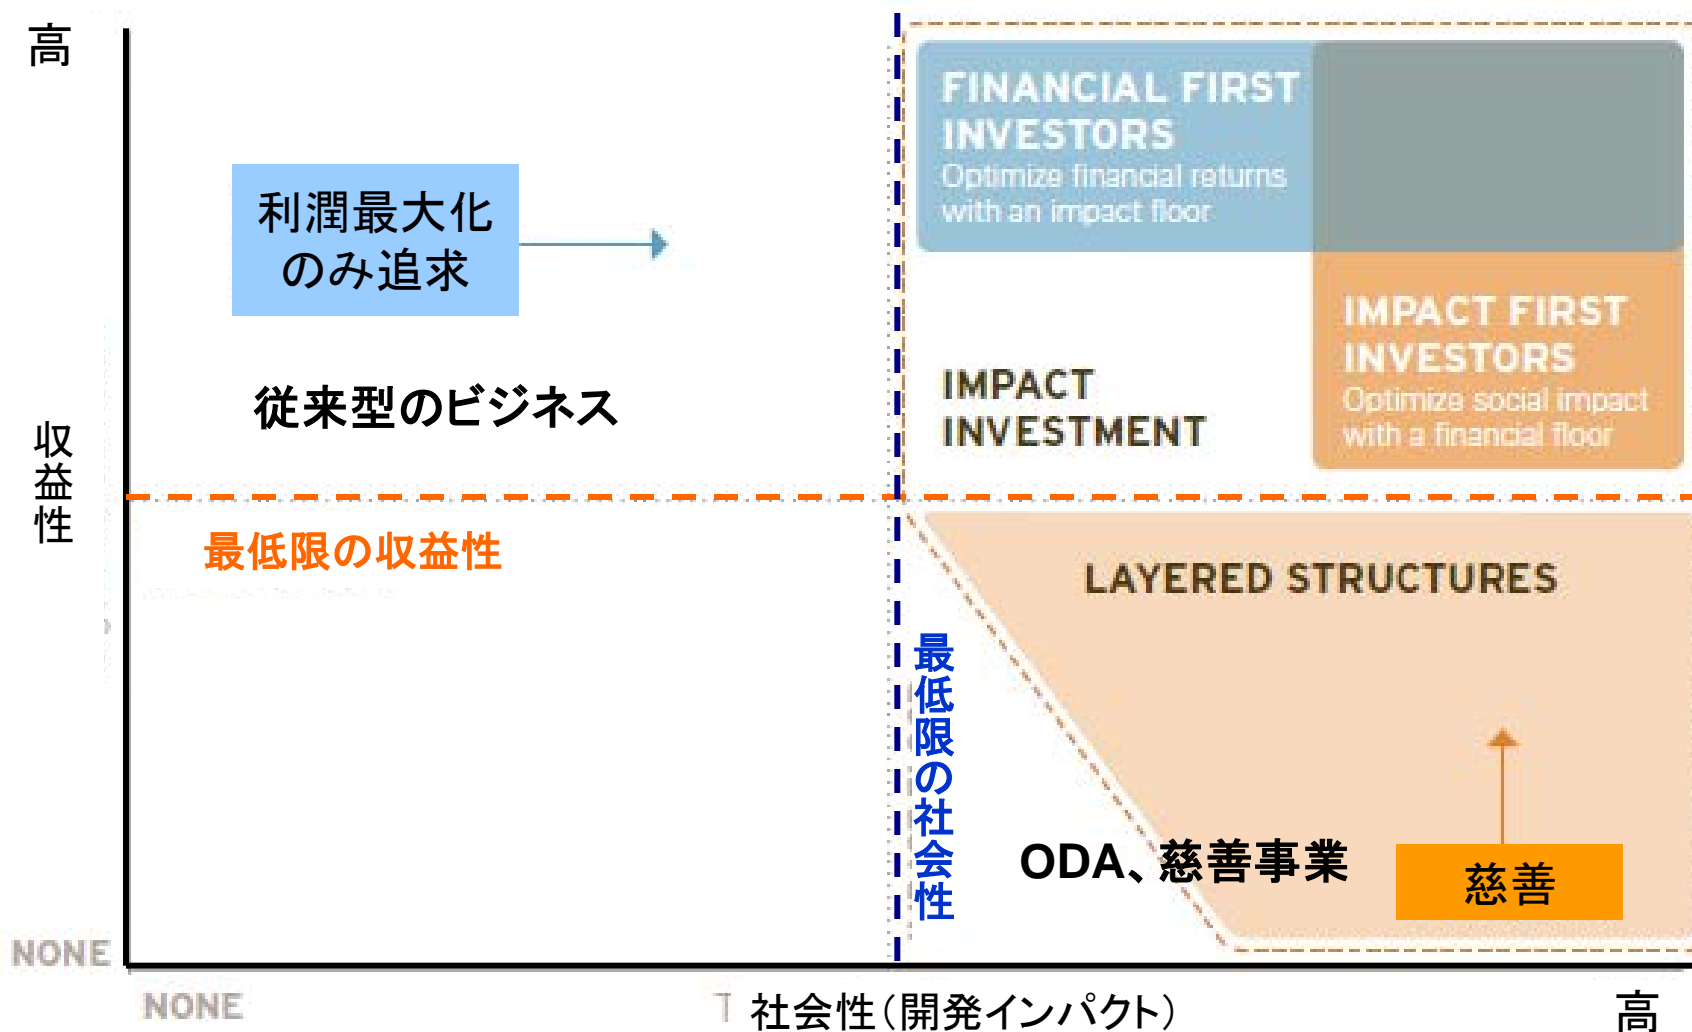 高
FINANCIAL FIRST
INVESTORS
Optimize financial returns
with an impact floor
利潤最大化
のみ追求
IMPACT FIRST
INVESTORS
Optimize social impact
with a financial floor
IMPACT
INVESTMENT
従来型のビジネス
収益性
最低限の収益性
LAYERED STRUCTURES
最低限の社会性
ODA、慈善事業
慈善
NONE
NONE
社会性（開発インパクト）
高